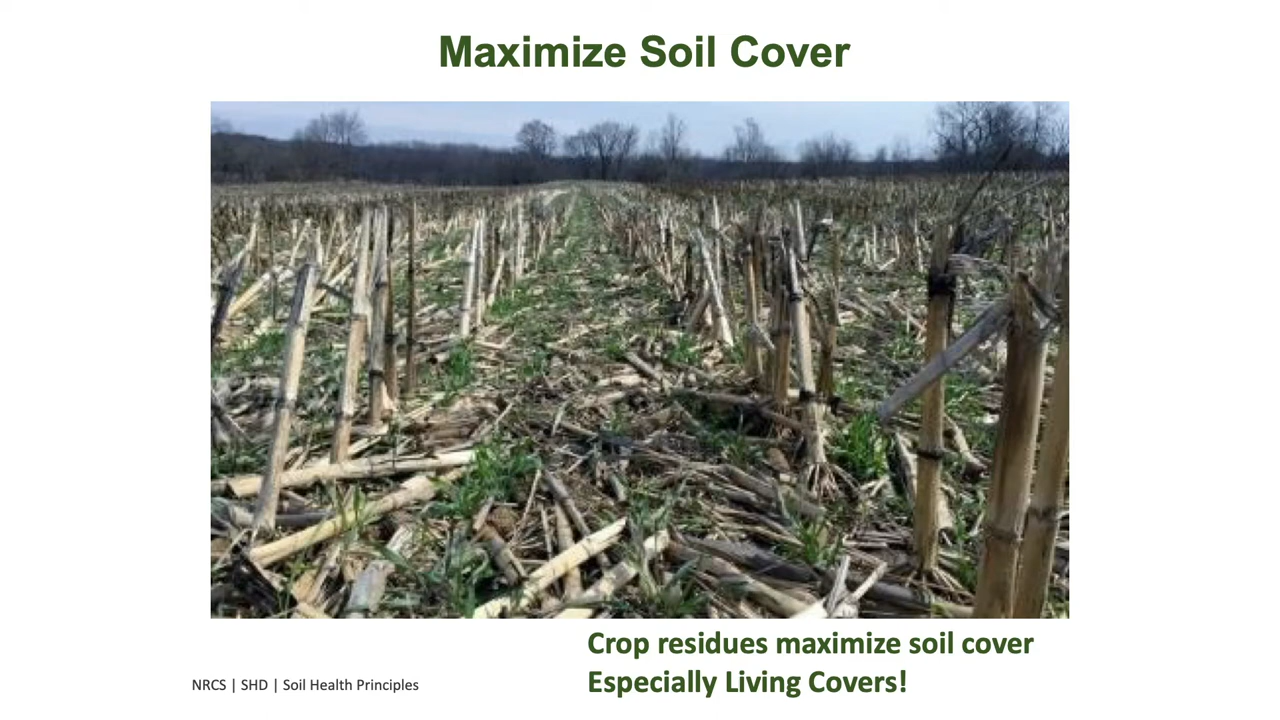 Maximize Soil Cover
Crop residues maximize soil cover
Especially Living Covers!
NRCS | SHD | Soil Health Principles